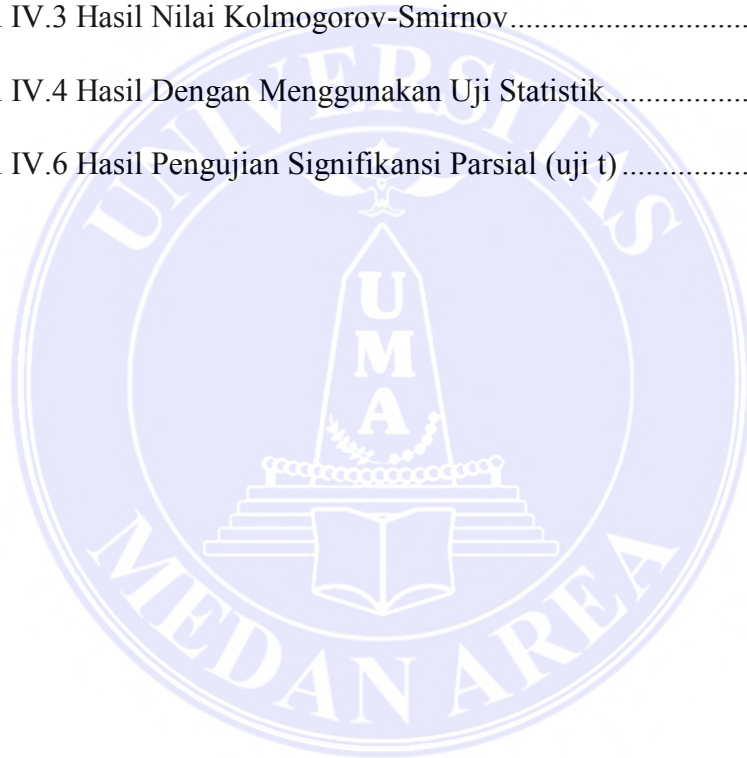 IV.3 Hasil Nilai Kolmogorov-Smirnov..............................
IV.4 Hasil Dengan Menggunakan Uji Statistik..................
IV.6 Hasil Pengujian Signifikansi Parsial (uji t) ................
UNIVERSITAS
U
M
A
MEDAN AREA